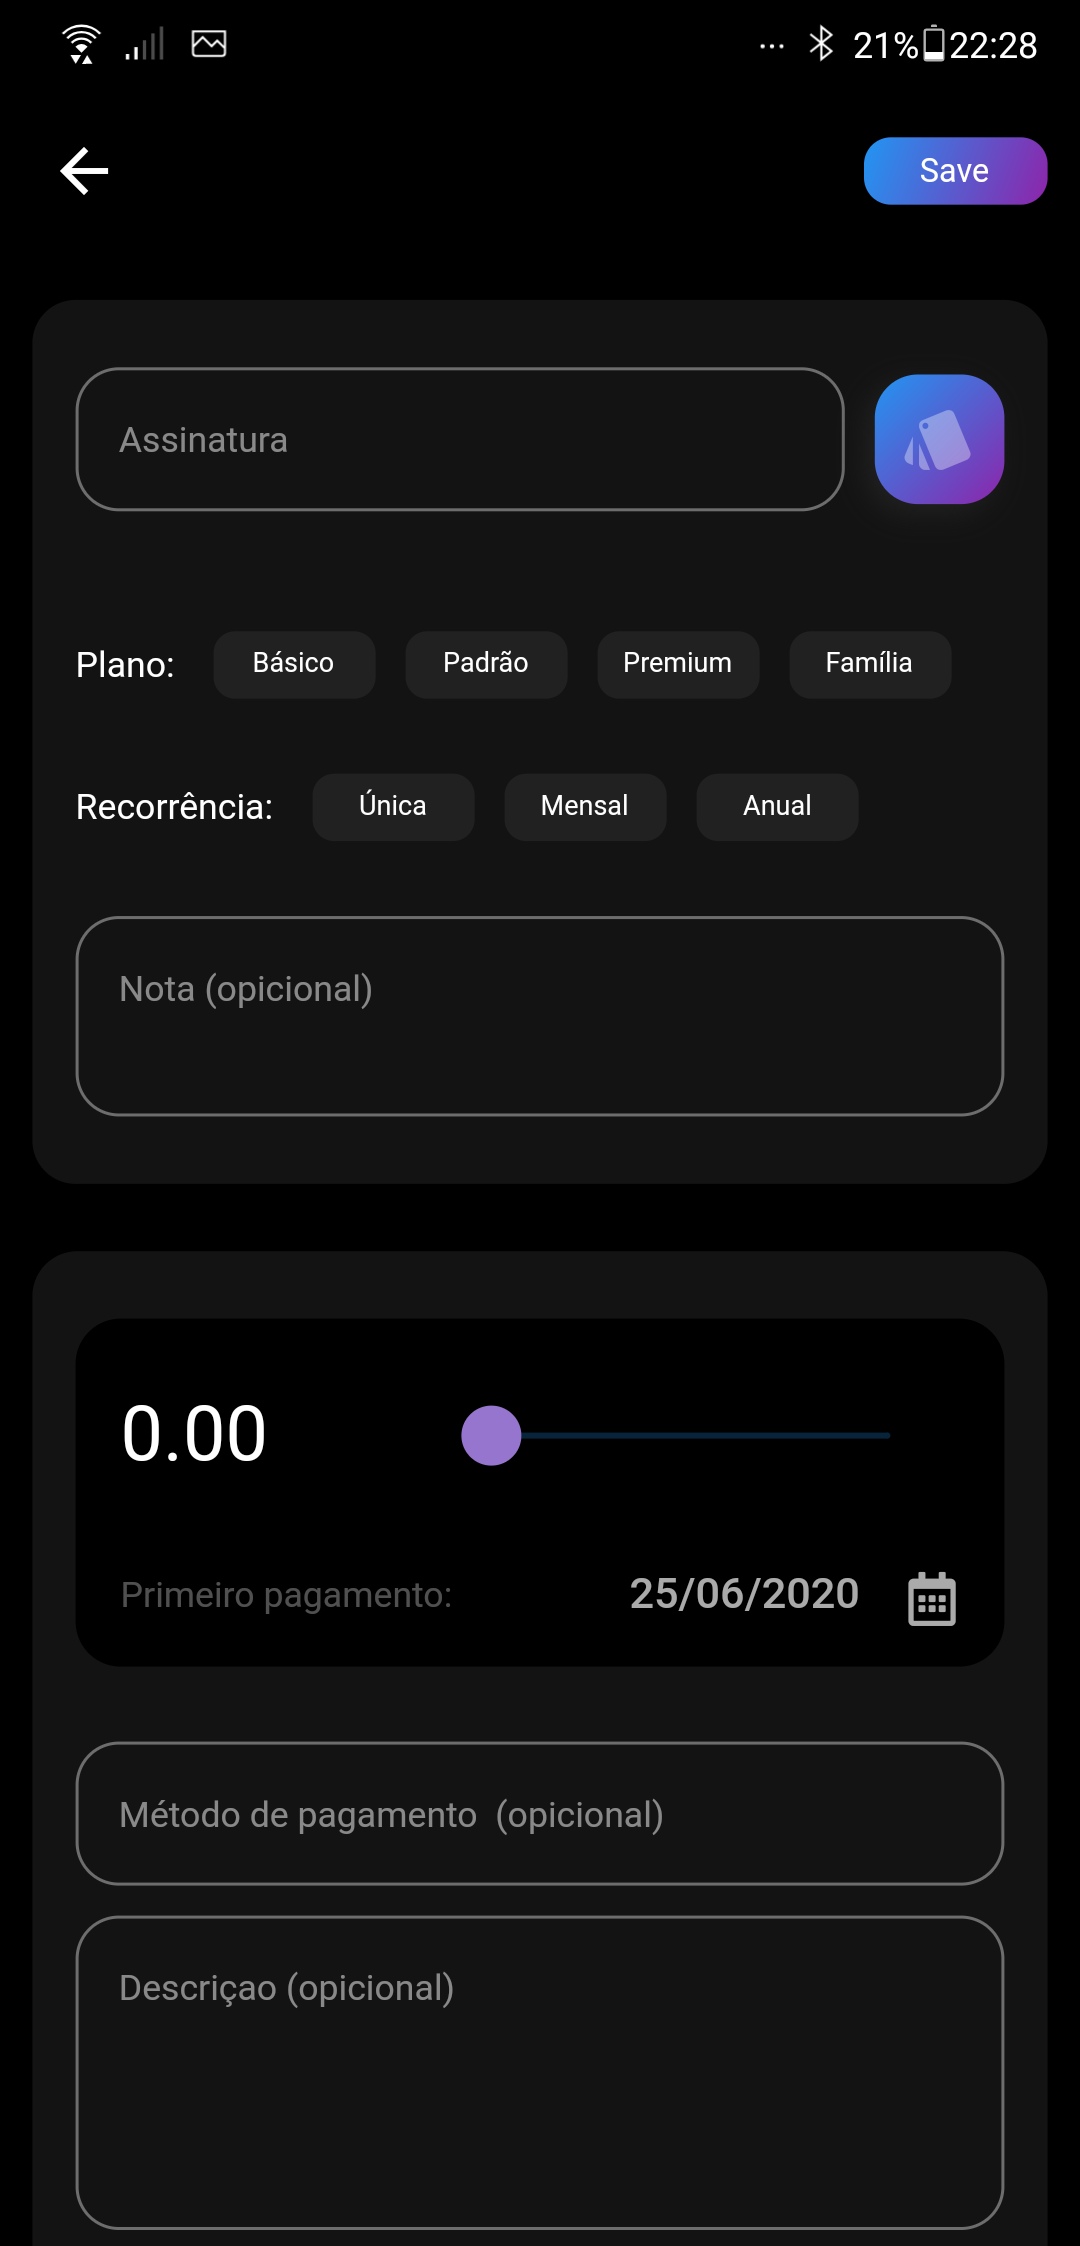 21% 22:28
Save
Assinatura
Plano: Básico Padrão Premium Família
Recorrência: Única Mensal Anual
Nota (opicional)
0.00
Primeiro pagamento: 25/06/2020
Método de pagamento  (opicional)
Descriçao (opicional)